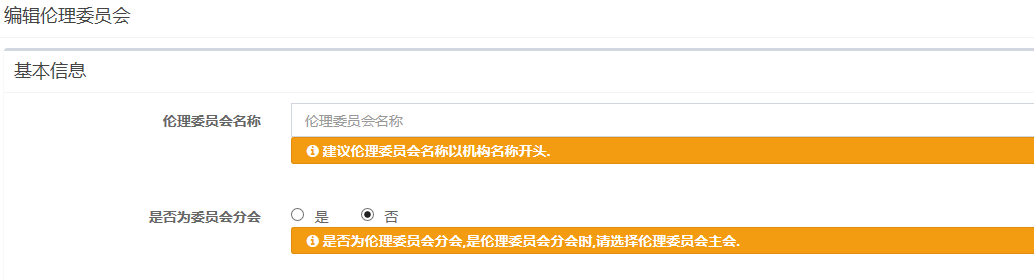 编辑伦理委员会
基本信息
伦理委员会名称 伦理委员会名称
建议伦理委员会名称以机构名称开头.
是否为委员会分会 是 否
是否为伦理委员会分会,是伦理委员会分会时,请选择伦理委员会主会.